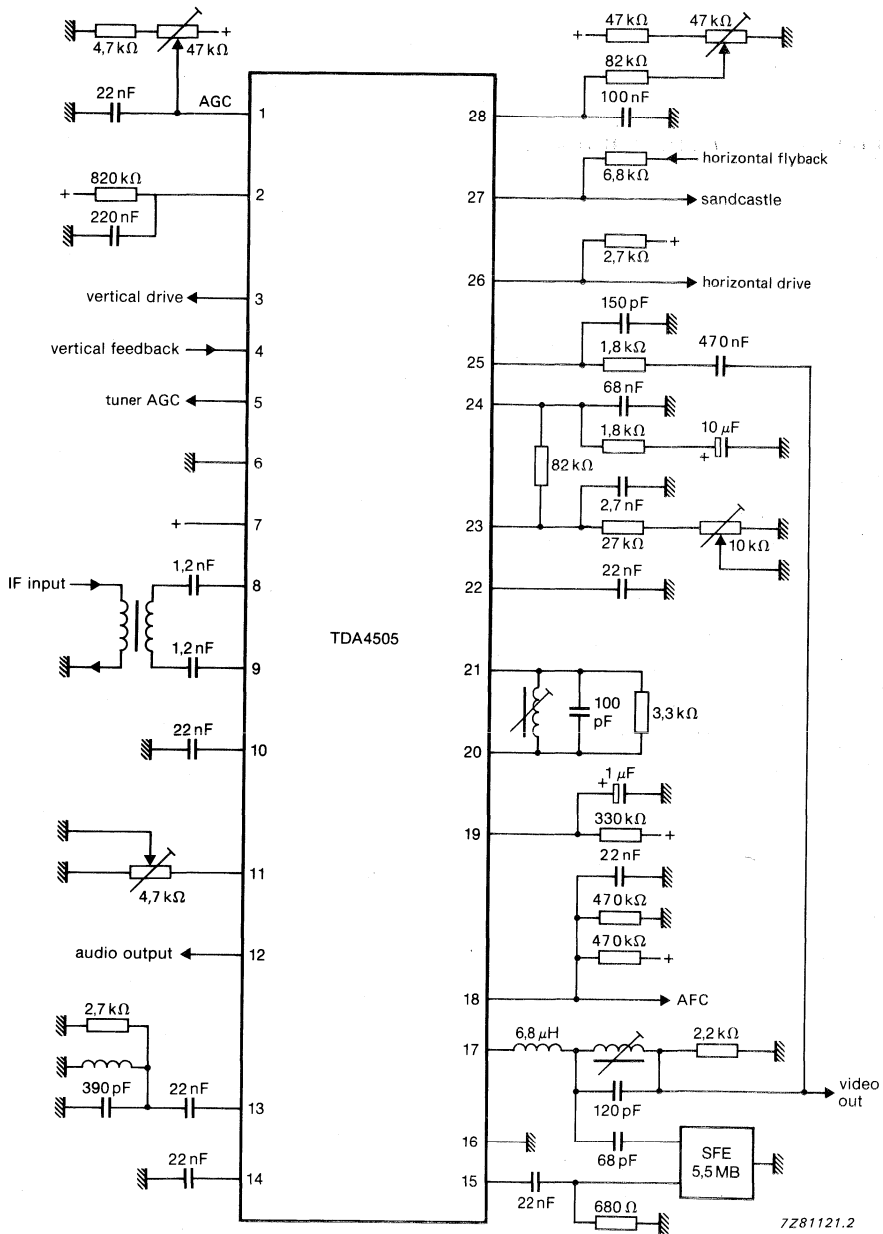 4,7 kΩ
47 kΩ
+
22 nF
AGC
1
820 kΩ
+
2
220 nF
vertical drive
3
vertical feedback
4
tuner AGC
5
6
+
7
IF input
1,2 nF
8
1,2 nF
9
22 nF
10
4,7 kΩ
11
audio output
12
2,7 kΩ
390 pF
22 nF
13
22 nF
14
TDA4505
47 kΩ
47 kΩ
+
82 kΩ
100 nF
28
horizontal flyback
6,8 kΩ
27
sandcastle
+
2,7 kΩ
26
horizontal drive
150 pF
470 nF
25
1,8 kΩ
24
68 nF
1,8 kΩ
10 µF
+
82 kΩ
2,7 nF
23
27 kΩ
10 kΩ
22 nF
22
21
100
pF
3,3 kΩ
20
+
1 µF
19
330 kΩ
+
22 nF
470 kΩ
470 kΩ
+
18
AFC
17
6,8 µH
2,2 kΩ
video
out
120 pF
16
68 pF
SFE
5,5 MB
15
22 nF
680 Ω
7Z81121.2